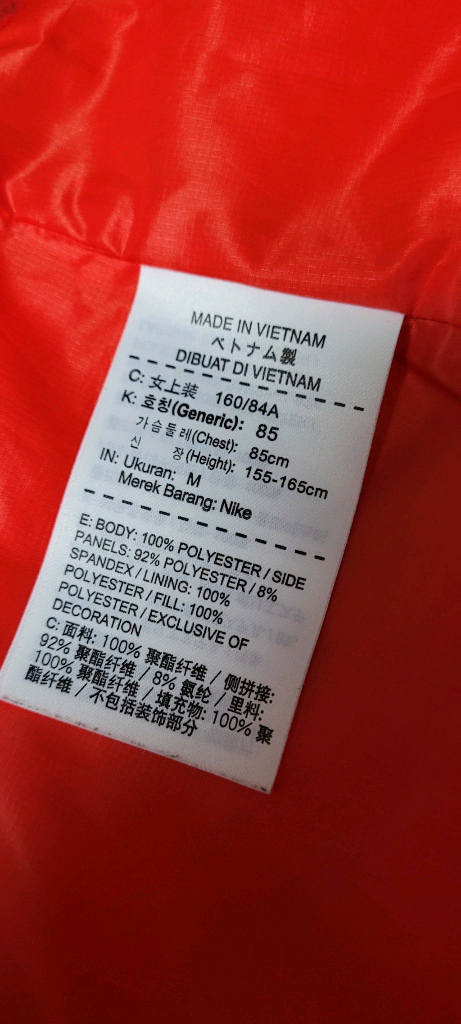 MADE IN VIETNAM
ベトナム製
DIBUAT DI VIETNAM
C: 女上装 160/84A
K: 호칭(Generic): 85
가슴둘레(Chest): 85cm
신 장(Height): 155-165cm
IN: Ukuran: M
Merek Barang: Nike
E: BODY: 100% POLYESTER / SIDE
PANELS: 92% POLYESTER / 8%
SPANDEX / LINING: 100%
POLYESTER / FILL: 100%
POLYESTER / EXCLUSIVE OF
DECORATION
C: 面料: 100% 聚酯纤维 / 侧拼接:
92% 聚酯纤维 / 8% 氨纶 / 里料:
100% 聚酯纤维 / 填充物: 100% 聚
酯纤维 / 不包括装饰部分